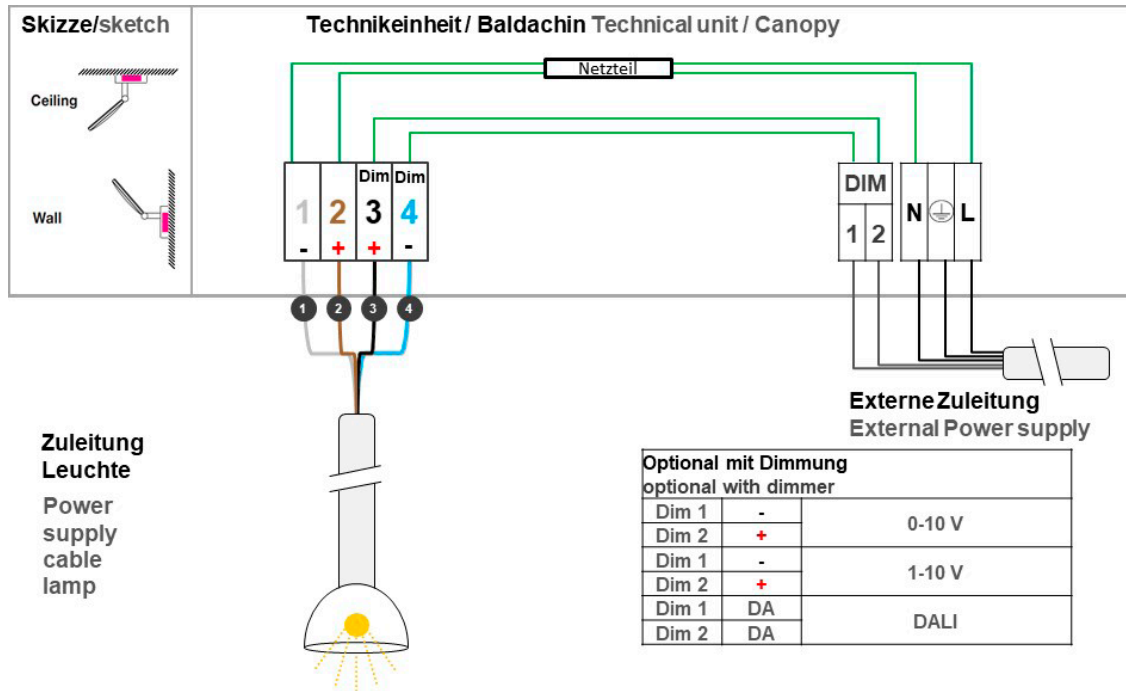 Skizze/sketch
Technikeinheit / Baldachin Technical unit / Canopy
Ceiling
Wall
Netzteil
Dim Dim
1 2 3 4
- + + -
DIM
1 2
N L
1 2 3 4
Zuleitung
Leuchte
Power
supply
cable
lamp
Externe Zuleitung
External Power supply
Optional mit Dimmung
optional with dimmer
Dim 1 - 0-10 V
Dim 2 +
Dim 1 - 1-10 V
Dim 2 +
Dim 1 DA DALI
Dim 2 DA